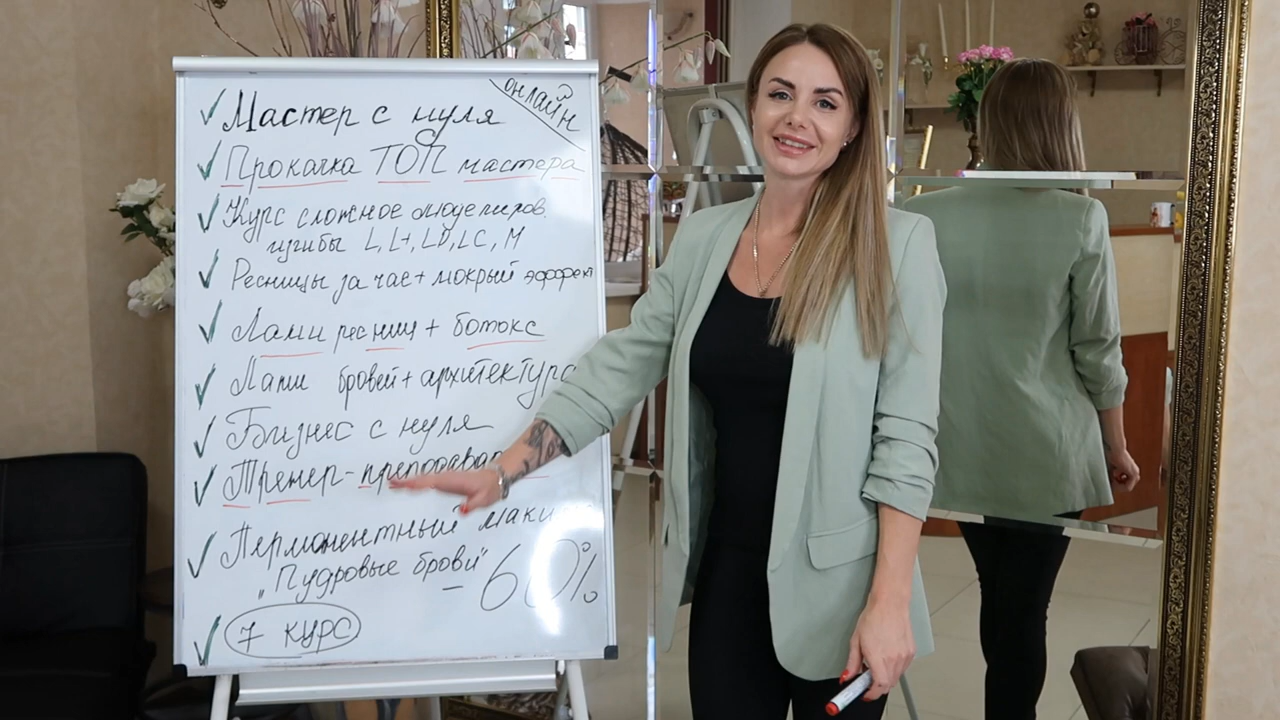 онлайн
Мастер с нуля
Прокачка ТОП мастера
Курс сложное моделиров.
изгибы L, L+, LD, LC, M
Ресницы за час + мокрый эффект
Лами ресниц + ботокс
Лами бровей + архитектура
Бизнес с нуля
Тренер-преподават
Перманентный макия
"Пудровые брови"
- 60%
7 курс